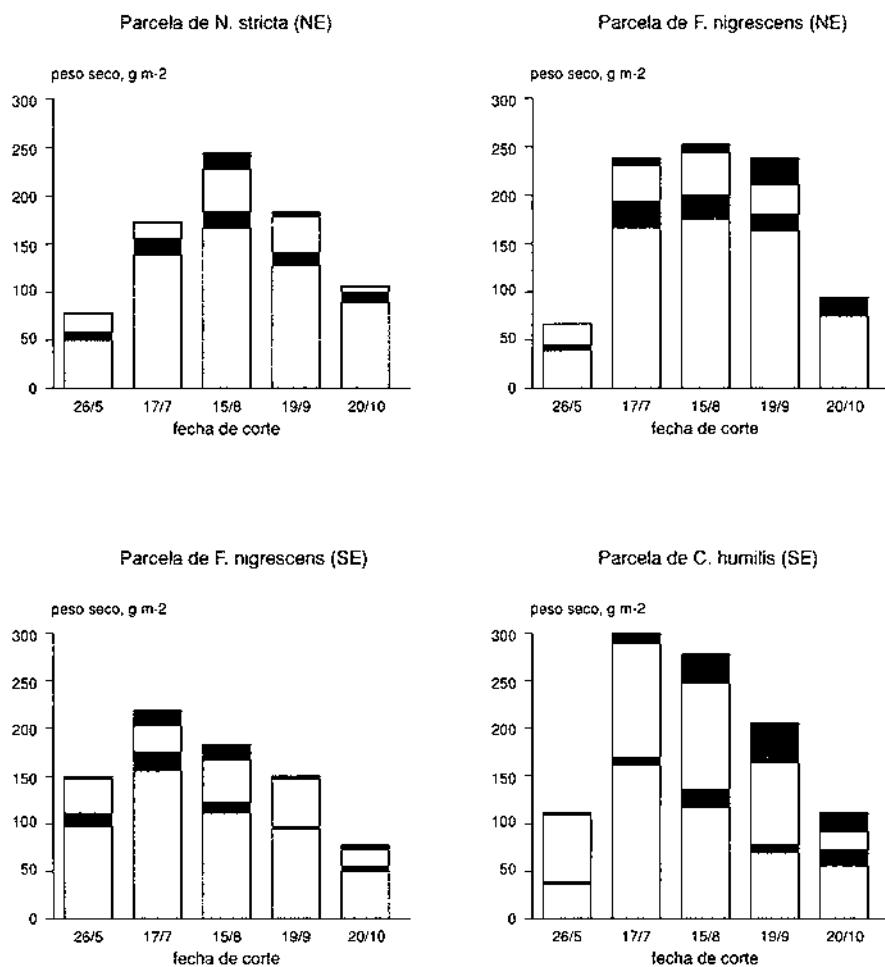 Parcela de N. stricta (NE)
peso seco, g m-2
300
250
200
150
100
50
0
26/5 17/7 15/8 19/9 20/10
fecha de corte
Parcela de F. nigrescens (NE)
peso seco, g m-2
300
250
200
150
100
50
0
26/5 17/7 15/8 19/9 20/10
fecha de corte
Parcela de F. nigrescens (SE)
peso seco, g m-2
300
250
200
150
100
50
0
26/5 17/7 15/8 19/9 20/10
fecha de corte
Parcela de C. humilis (SE)
peso seco, g m-2
300
250
200
150
100
50
0
26/5 17/7 15/8 19/9 20/10
fecha de corte